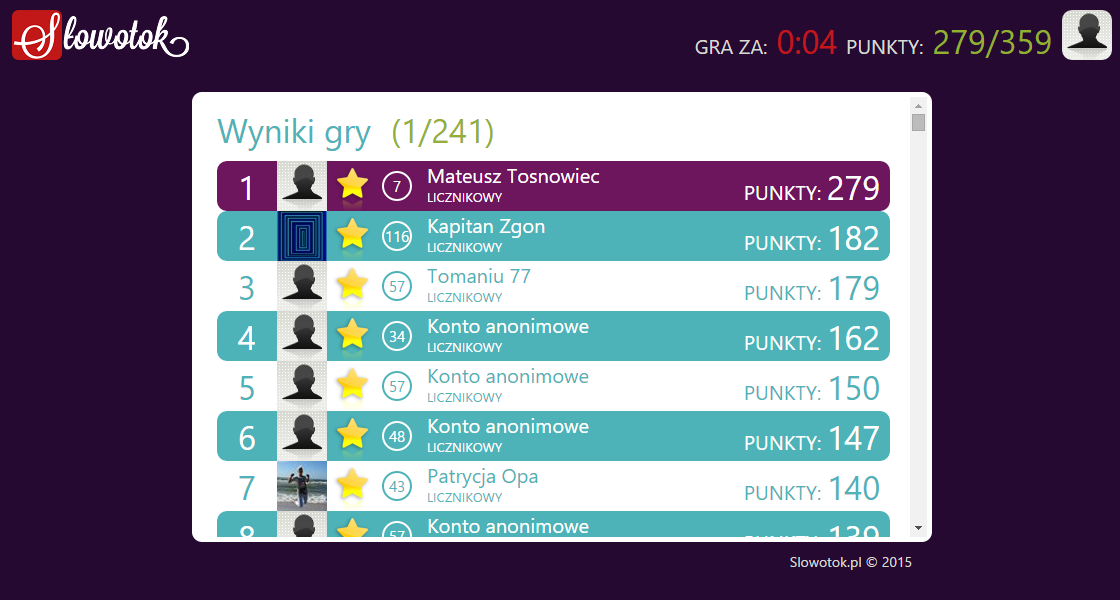 Slowotok
GRA ZA: 0:04 PUNKTY: 279/359
Wyniki gry (1/241)
1 7 Mateusz Tosnowiec LICZNIKOWY PUNKTY: 279
2 116 Kapitan Zgon LICZNIKOWY PUNKTY: 182
3 57 Tomaniu 77 LICZNIKOWY PUNKTY: 179
4 34 Konto anonimowe LICZNIKOWY PUNKTY: 162
5 57 Konto anonimowe LICZNIKOWY PUNKTY: 150
6 48 Konto anonimowe LICZNIKOWY PUNKTY: 147
7 43 Patrycja Opa LICZNIKOWY PUNKTY: 140
8 57 Konto anonimowe PUNKTY: 139
Slowotok.pl © 2015